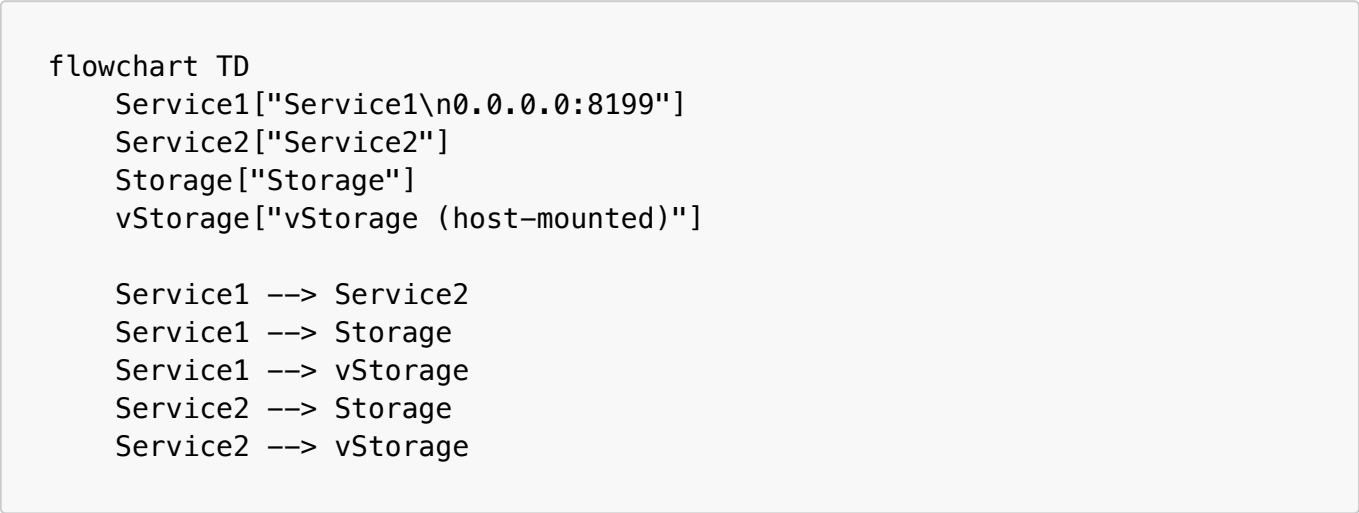 flowchart TD
    Service1["Service1\n0.0.0.0:8199"]
    Service2["Service2"]
    Storage["Storage"]
    vStorage["vStorage (host-mounted)"]

    Service1 --> Service2
    Service1 --> Storage
    Service1 --> vStorage
    Service2 --> Storage
    Service2 --> vStorage